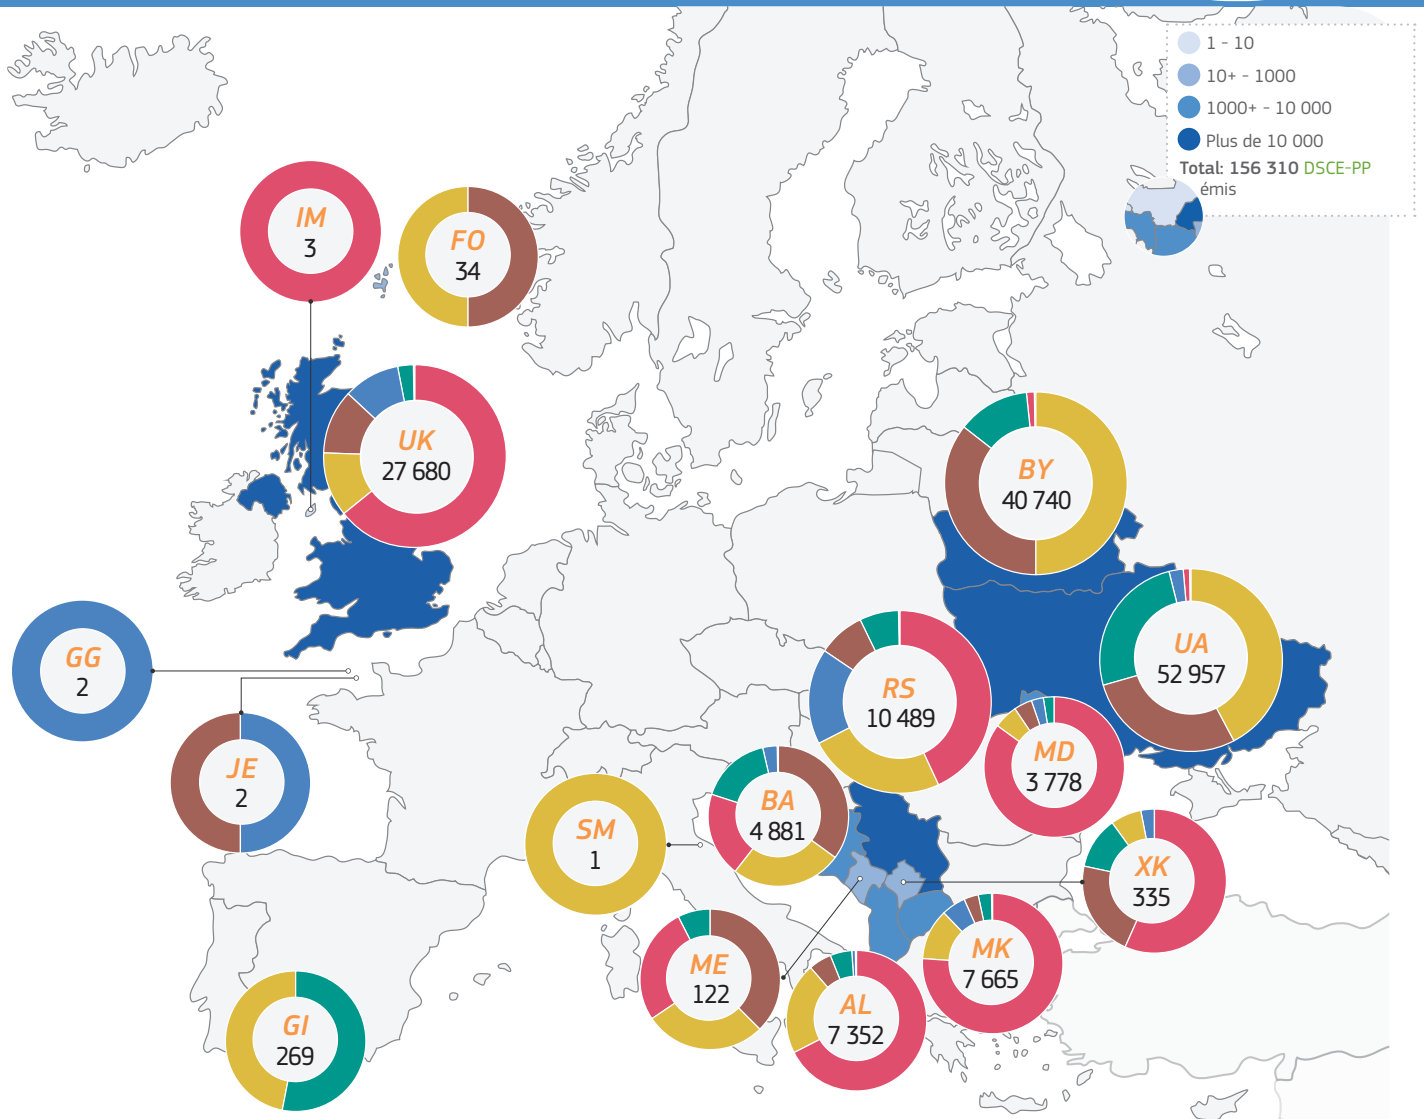 1 - 10
10+ - 1000
1000+ - 10 000
Plus de 10 000
Total: 156 310 DSCE-PP
émis
IM
3
FO
34
UK
27 680
BY
40 740
GG
2
UA
52 957
RS
10 489
JE
2
MD
3 778
BA
4 881
SM
1
XK
335
MK
7 665
ME
122
AL
7 352
GI
269